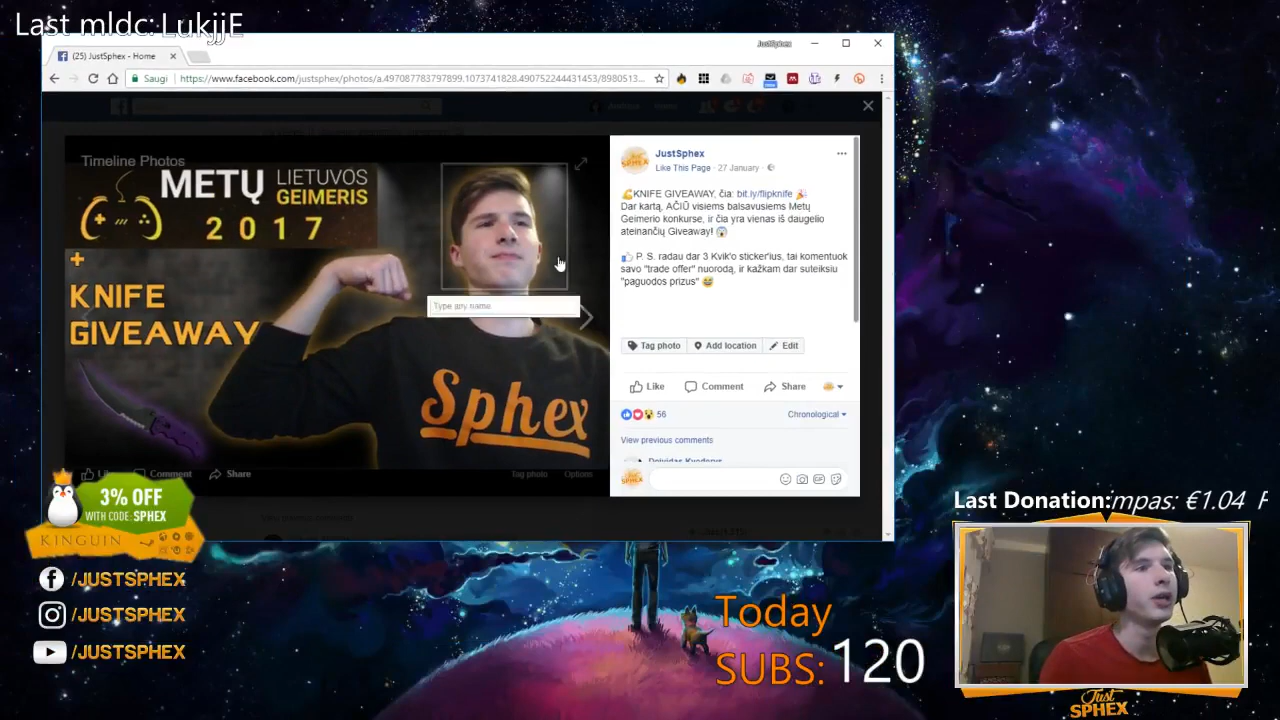 Last mldc: LukjjE
(25) JustSphex - Home
JustSphex
Saugi
https://www.facebook.com/justsphex/photos/a.497087783797899.1073741828.490752244431453/8980513...
Timeline Photos
METŲ LIETUVOS GEIMERIS
2017
KNIFE
GIVEAWAY
Sphex
Type any name
Comment Share
Tag photo Options
JustSphex
Like This Page · 27 January ·
KNIFE GIVEAWAY, čia: bit.ly/flipknife
Dar kartą, AČIŪ visiems balsavusiems Metų
Geimerio konkurse, ir čia yra vienas iš daugelio
ateinančių Giveaway!
P. S. radau dar 3 Kvik'o sticker'ius, tai komentuok
savo "trade offer" nuorodą, ir kažkam dar suteiksiu
"paguodos prizus"
Tag photo Add location Edit
Like Comment Share
56 Chronological
View previous comments
3% OFF
WITH CODE: SPHEX
KINGUIN
/JUSTSPHEX
/JUSTSPHEX
/JUSTSPHEX
Today
SUBS: 120
Last Donation: mpas: €1.04
Just
SPHEX